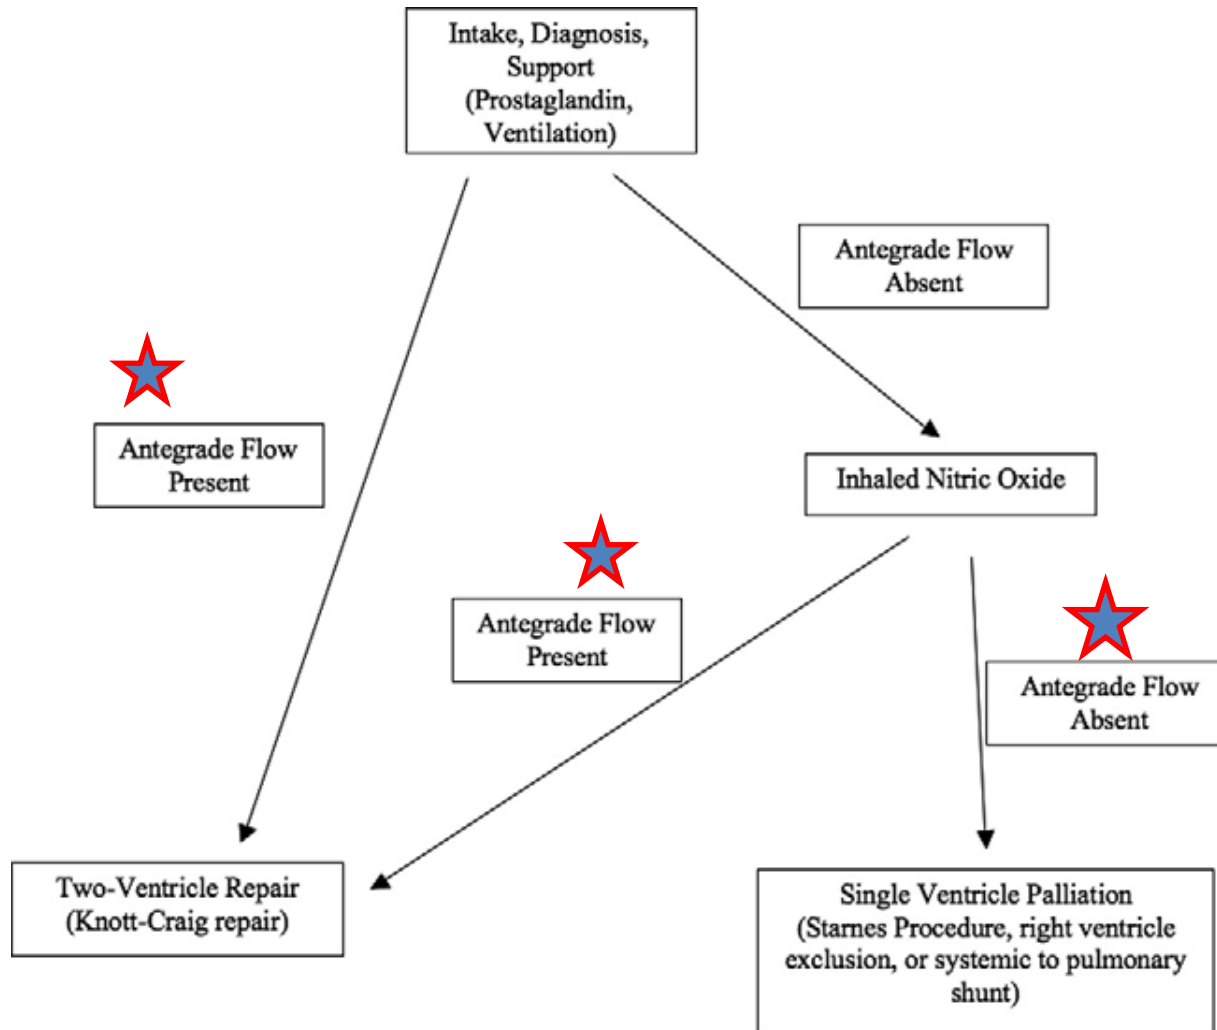 Intake, Diagnosis,
Support
(Prostaglandin,
Ventilation)
Antegrade Flow
Absent
Antegrade Flow
Present
Inhaled Nitric Oxide
Antegrade Flow
Present
Antegrade Flow
Absent
Two-Ventricle Repair
(Knott-Craig repair)
Single Ventricle Palliation
(Starnes Procedure, right ventricle
exclusion, or systemic to pulmonary
shunt)